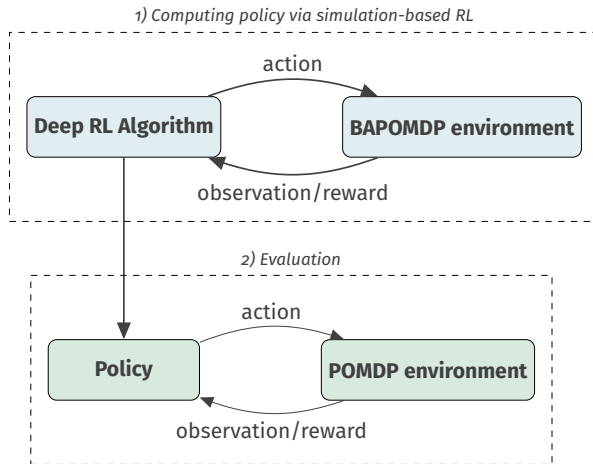 1) Computing policy via simulation-based RL
action
Deep RL Algorithm
BAPOMDP environment
observation/reward
2) Evaluation
action
Policy
POMDP environment
observation/reward